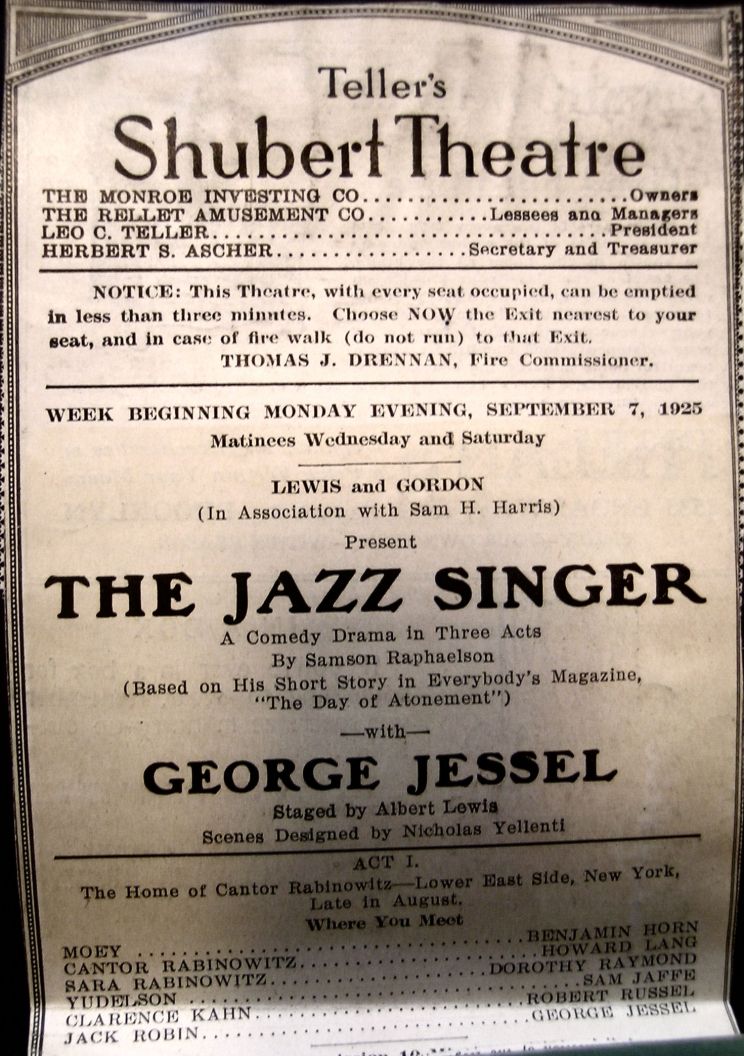 Teller's
Shubert Theatre
THE MONROE INVESTING CO........................Owners
THE RELLET AMUSEMENT CO...........Lessees and Managers
LEO C. TELLER...................................President
HERBERT S. ASCHER.................Secretary and Treasurer
NOTICE: This Theatre, with every seat occupied, can be emptied
in less than three minutes. Choose NOW the Exit nearest to your
seat, and in case of fire walk (do not run) to that Exit.
THOMAS J. DRENNAN, Fire Commissioner.
WEEK BEGINNING MONDAY EVENING, SEPTEMBER 7, 1925
Matinees Wednesday and Saturday
LEWIS and GORDON
(In Association with Sam H. Harris)
Present
THE JAZZ SINGER
A Comedy Drama in Three Acts
By Samson Raphaelson
(Based on His Short Story in Everybody's Magazine,
"The Day of Atonement")
—with—
GEORGE JESSEL
Staged by Albert Lewis
Scenes Designed by Nicholas Yellenti
ACT I.
The Home of Cantor Rabinowitz—Lower East Side, New York,
Late in August.
Where You Meet
MOEY ....................................BENJAMIN HORN
CANTOR RABINOWITZ.......................HOWARD LANG
SARA RABINOWITZ......................DOROTHY RAYMOND
YUDELSON ....................................SAM JAFFE
CLARENCE KAHN..........................ROBERT RUSSEL
JACK ROBIN..............................GEORGE JESSEL